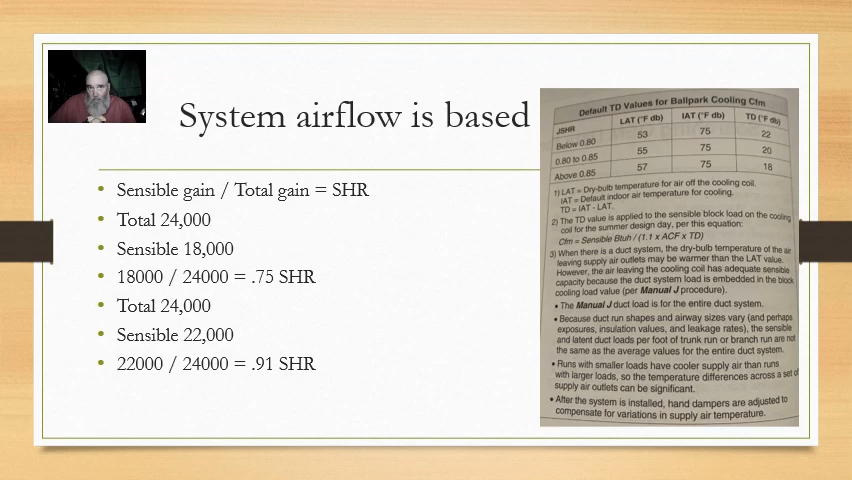 System airflow is based
Sensible gain / Total gain = SHR
Total 24,000
Sensible 18,000
18000 / 24000 = .75 SHR
Total 24,000
Sensible 22,000
22000 / 24000 = .91 SHR
Default TD Values for Ballpark Cooling Cfm
JSHR LAT (°F db) IAT (°F db) TD (°F db)
Below 0.80 53 75 22
0.80 to 0.85 55 75 20
Above 0.85 57 75 18
1) LAT = Dry-bulb temperature for air off the cooling coil.
IAT = Default indoor air temperature for cooling.
TD = IAT - LAT.
2) The TD value is applied to the sensible block load on the cooling
coil for the summer design day, per this equation:
Cfm = Sensible Btuh / (1.1 x ACF x TD)
3) When there is a duct system, the dry-bulb temperature of the air
leaving supply air outlets may be warmer than the LAT value.
However, the air leaving the cooling coil has adequate sensible
capacity because the duct system load is embedded in the block
cooling load value (per Manual J procedure).
• The Manual J duct load is for the entire duct system.
• Because duct run shapes and airway sizes vary (and perhaps
exposures, insulation values, and leakage rates), the sensible
and latent duct loads per foot of trunk run or branch run are not
the same as the average values for the entire duct system.
• Runs with smaller loads have cooler supply air than runs
with larger loads, so the temperature differences across a set of
supply air outlets can be significant.
• After the system is installed, hand dampers are adjusted to
compensate for variations in supply air temperature.